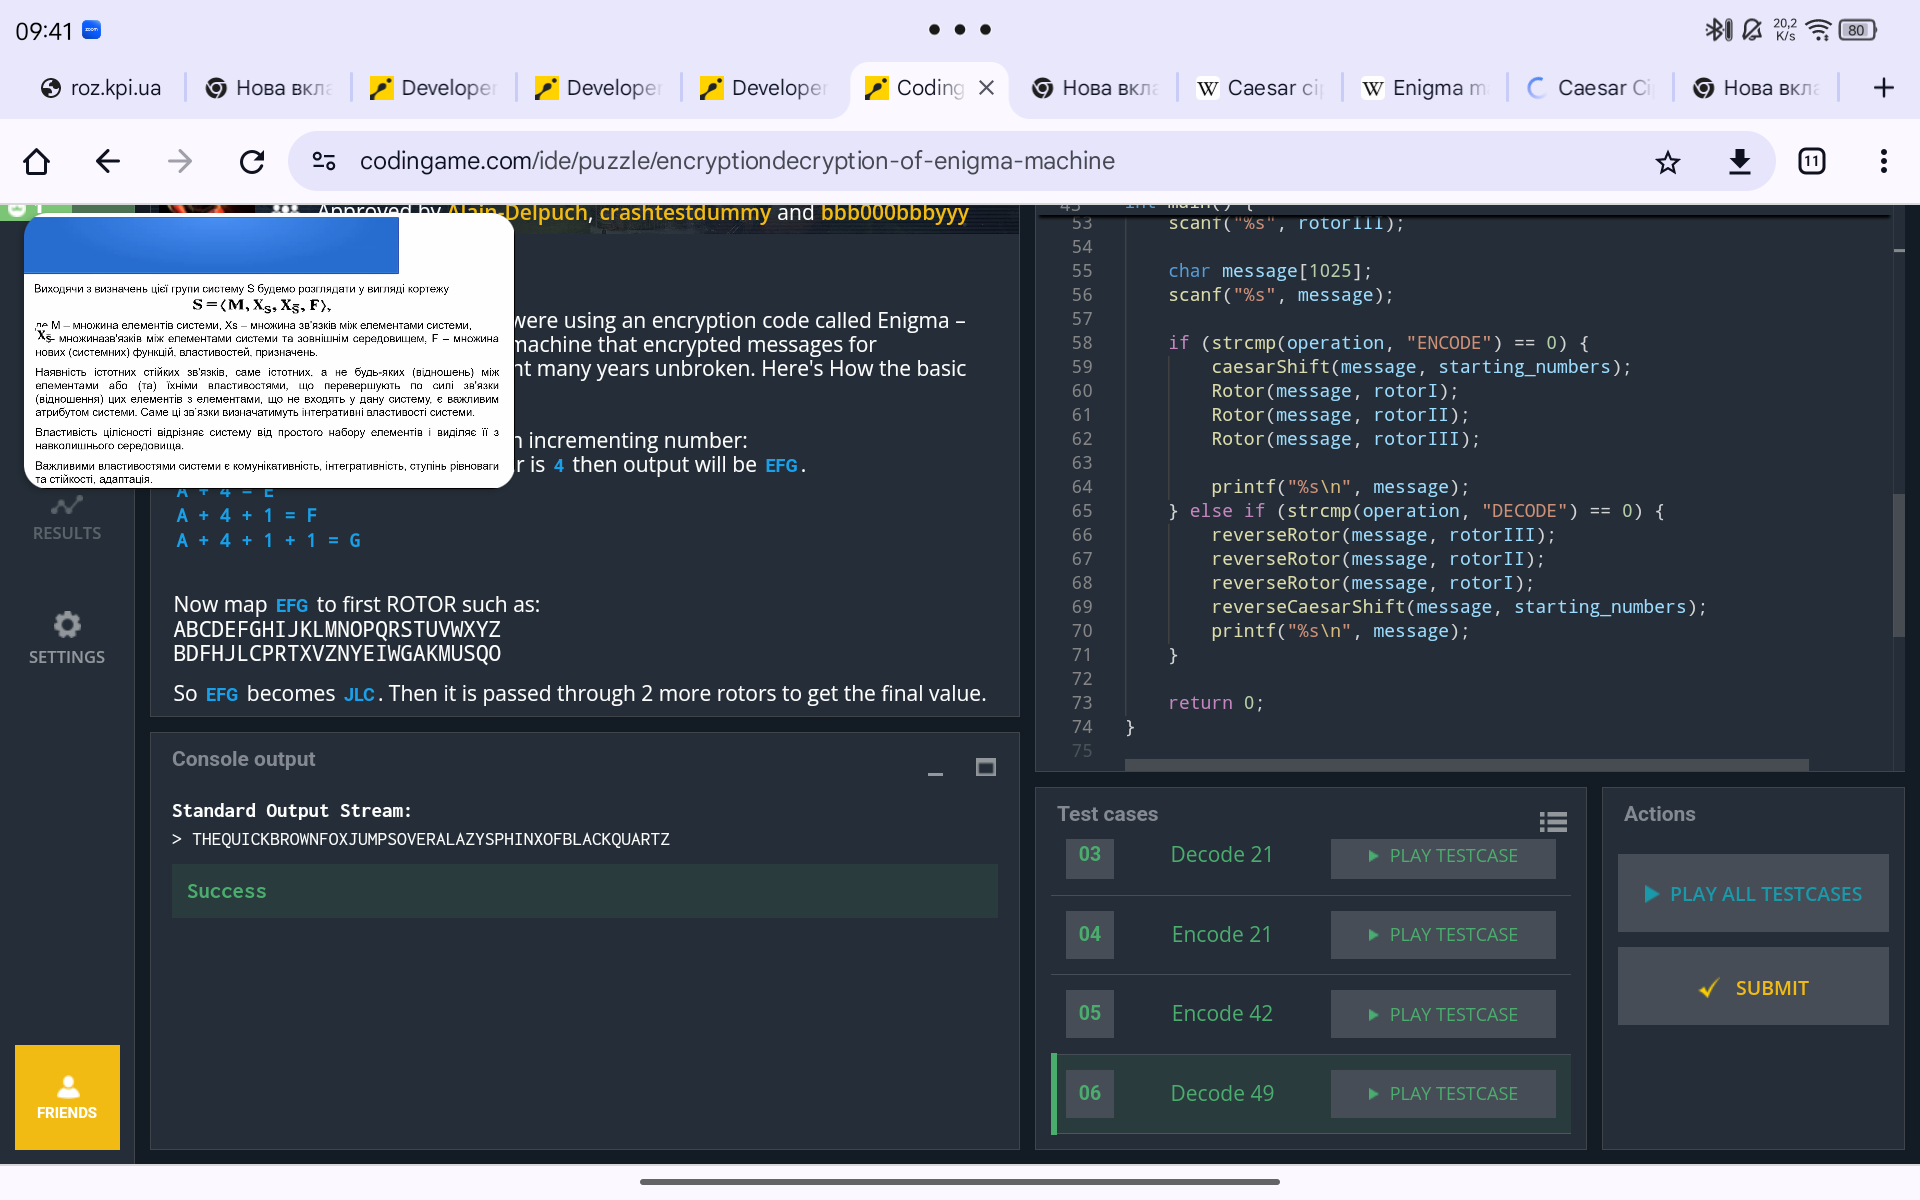 09:41
zoom
20,2
K/s
80
roz.kpi.ua
Нова вкла
Developer
Developer
Developer
Coding
Нова вкла
Caesar cip
Enigma m
Caesar Ci
Нова вкла
codingame.com/ide/puzzle/encryptiondecryption-of-enigma-machine
11
Approved by Alain-Delpuch, crashtestdummy and bbb000bbbyyy
Виходячи з визначень цієї групи систему S будемо розглядати у вигляді кортежу
S = ⟨M, XS, XS̄, F⟩,
де M – множина елементів системи, Xs – множина зв'язків між елементами системи,
XS̄– множиназв'язків між елементами системи та зовнішнім середовищем, F – множина
нових (системних) функцій, властивостей, призначень.
Наявність істотних стійких зв'язків, саме істотних. а не будь-яких (відношень) між
елементами або (та) їхніми властивостями, що перевершують по силі зв'язки
(відношення) цих елементів з елементами, що не входять у дану систему, є важливим
атрибутом системи. Саме ці зв'язки визначатимуть інтегративні властивості системи.
Властивість цілісності відрізняє систему від простого набору елементів і виділяє її з
навколишнього середовища.
Важливими властивостями системи є комунікативність, інтегративність, ступінь рівноваги
та стійкості, адаптація.
were using an encryption code called Enigma –
machine that encrypted messages for
nt many years unbroken. Here's How the basic
n incrementing number:
r is 4 then output will be EFG.
A + 4 = E
A + 4 + 1 = F
A + 4 + 1 + 1 = G
Now map EFG to first ROTOR such as:
ABCDEFGHIJKLMNOPQRSTUVWXYZ
BDFHJLCPRTXVZNYEIWGAKMUSQO
So EFG becomes JLC. Then it is passed through 2 more rotors to get the final value.
RESULTS
SETTINGS
FRIENDS
Console output
Standard Output Stream:
> THEQUICKBROWNFOXJUMPSOVERALAZYSPHINXOFBLACKQUARTZ
Success
int main() {
53 scanf("%s", rotorIII);
54
55 char message[1025];
56 scanf("%s", message);
57
58 if (strcmp(operation, "ENCODE") == 0) {
59 caesarShift(message, starting_numbers);
60 Rotor(message, rotorI);
61 Rotor(message, rotorII);
62 Rotor(message, rotorIII);
63
64 printf("%s\n", message);
65 } else if (strcmp(operation, "DECODE") == 0) {
66 reverseRotor(message, rotorIII);
67 reverseRotor(message, rotorII);
68 reverseRotor(message, rotorI);
69 reverseCaesarShift(message, starting_numbers);
70 printf("%s\n", message);
71 }
72
73 return 0;
74 }
75
Test cases
03 Decode 21 PLAY TESTCASE
04 Encode 21 PLAY TESTCASE
05 Encode 42 PLAY TESTCASE
06 Decode 49 PLAY TESTCASE
Actions
PLAY ALL TESTCASES
SUBMIT